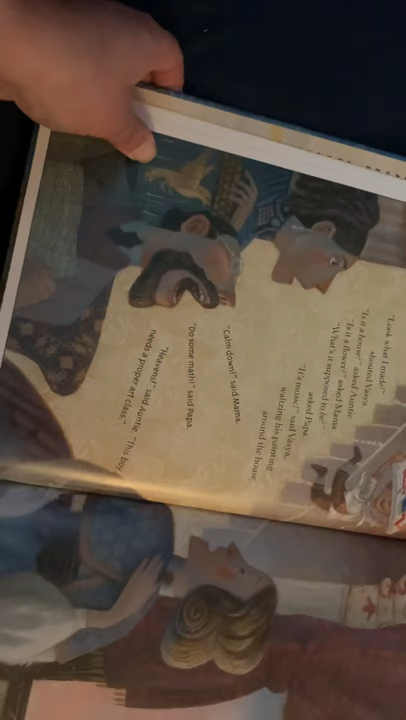 "Look what I made!"
shouted Vasya.
"Is it a house?" asked Auntie.
"Is it a flower?" asked Mama.
"What's it supposed to be?"
asked Papa.
"It's music!" said Vasya,
waltzing his painting
around the house.
"Calm down!" said Mama.
"Do some math!" said Papa.
"Heavens!" said Auntie. "This boy
needs a proper art class."